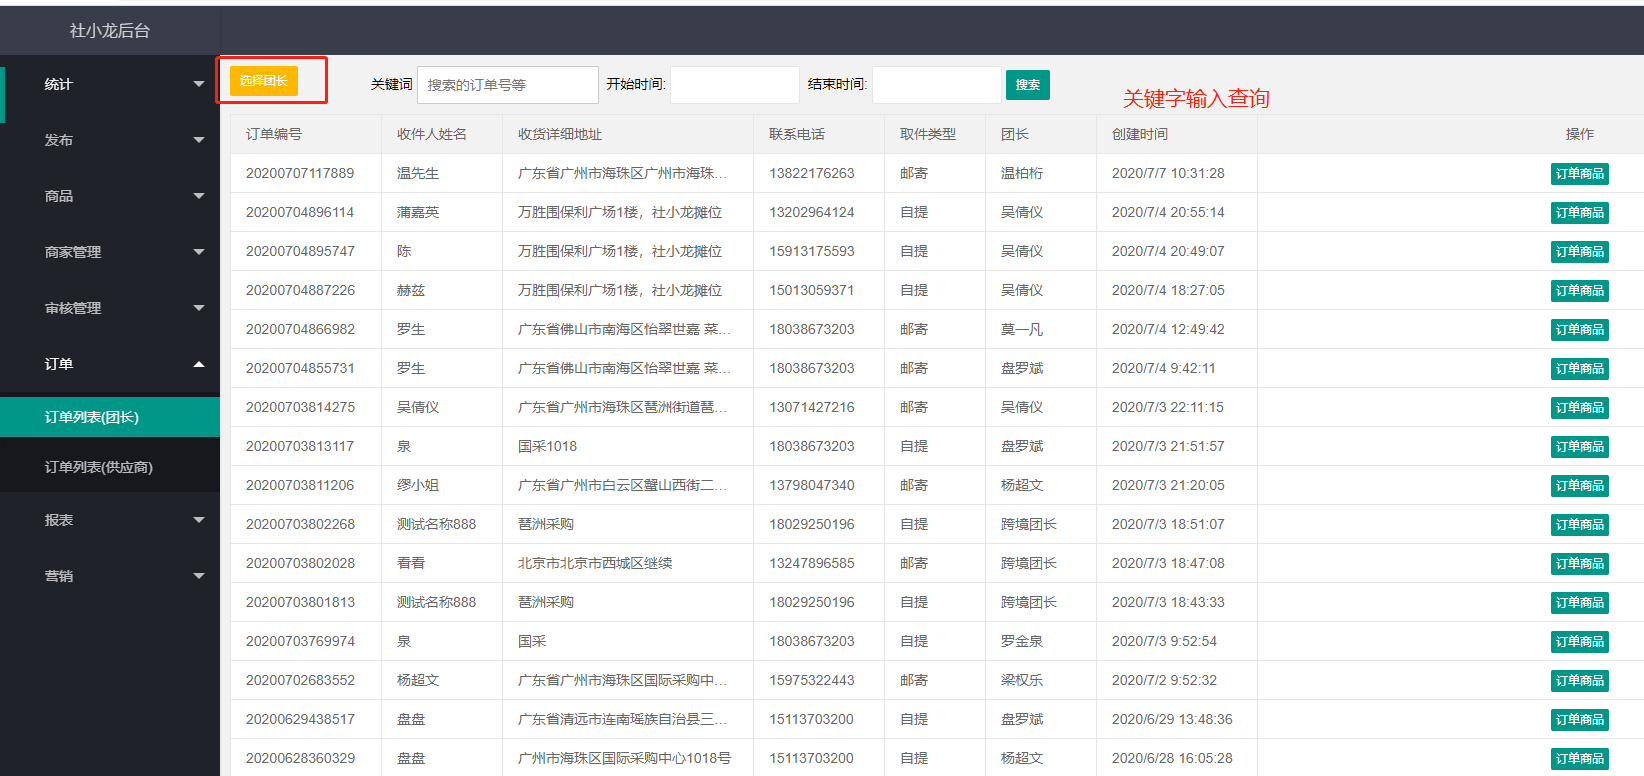 社小龙后台
统计
发布
商品
商家管理
审核管理
订单
订单列表(团长)
订单列表(供应商)
报表
营销
选择团长 关键词 搜索的订单号等 开始时间: 结束时间: 搜索
关键字输入查询
订单编号 收件人姓名 收货详细地址 联系电话 取件类型 团长 创建时间 操作
20200707117889 温先生 广东省广州市海珠区广州市海珠... 13822176263 邮寄 温柏桁 2020/7/7 10:31:28 订单商品
20200704896114 蒲嘉英 万胜围保利广场1楼，社小龙摊位 13202964124 自提 吴倩仪 2020/7/4 20:55:14 订单商品
20200704895747 陈 万胜围保利广场1楼，社小龙摊位 15913175593 自提 吴倩仪 2020/7/4 20:49:07 订单商品
20200704887226 赫兹 万胜围保利广场1楼，社小龙摊位 15013059371 自提 吴倩仪 2020/7/4 18:27:05 订单商品
20200704866982 罗生 广东省佛山市南海区怡翠世嘉 菜... 18038673203 邮寄 莫一凡 2020/7/4 12:49:42 订单商品
20200704855731 罗生 广东省佛山市南海区怡翠世嘉 菜... 18038673203 邮寄 盘罗斌 2020/7/4 9:42:11 订单商品
20200703814275 吴倩仪 广东省广州市海珠区琶洲街道琶... 13071427216 邮寄 吴倩仪 2020/7/3 22:11:15 订单商品
20200703813117 泉 国采1018 18038673203 自提 盘罗斌 2020/7/3 21:51:57 订单商品
20200703811206 缪小姐 广东省广州市白云区蟹山西街二... 13798047340 邮寄 杨超文 2020/7/3 21:20:05 订单商品
20200703802268 测试名称888 琶洲采购 18029250196 自提 跨境团长 2020/7/3 18:51:07 订单商品
20200703802028 看看 北京市北京市西城区继续 13247896585 邮寄 跨境团长 2020/7/3 18:47:08 订单商品
20200703801813 测试名称888 琶洲采购 18029250196 自提 跨境团长 2020/7/3 18:43:33 订单商品
20200703769974 泉 国采 18038673203 自提 罗金泉 2020/7/3 9:52:54 订单商品
20200702683552 杨超文 广东省广州市海珠区国际采购中... 15975322443 邮寄 梁权乐 2020/7/2 9:52:32 订单商品
20200629438517 盘盘 广东省清远市连南瑶族自治县三... 15113703200 自提 盘罗斌 2020/6/29 13:48:36 订单商品
20200628360329 盘盘 广州市海珠区国际采购中心1018号 15113703200 自提 杨超文 2020/6/28 16:05:28 订单商品